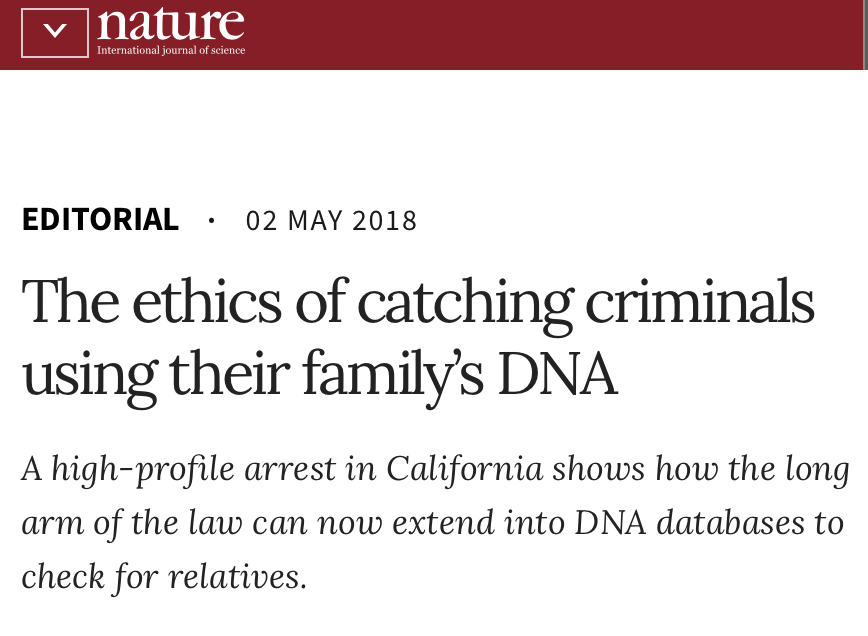 nature
International journal of science
EDITORIAL · 02 MAY 2018
The ethics of catching criminals
using their family’s DNA
A high-profile arrest in California shows how the long
arm of the law can now extend into DNA databases to
check for relatives.